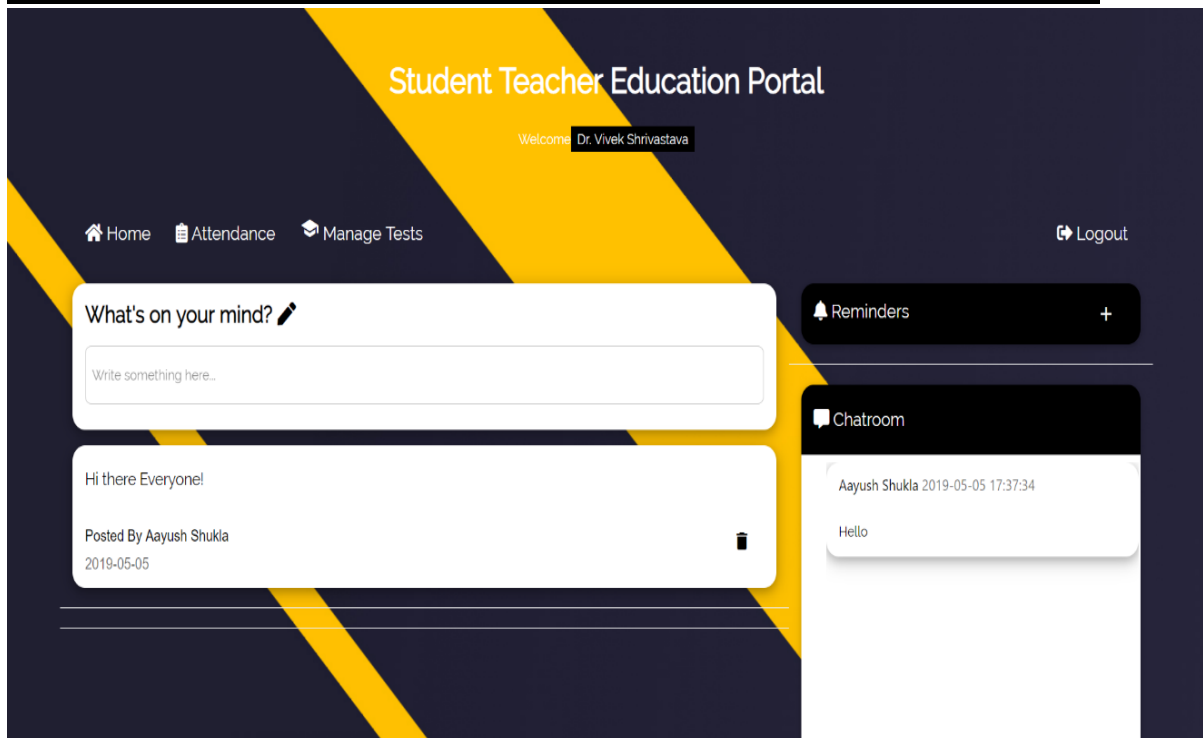 Student Teacher Education Portal
Welcome Dr. Vivek Shrivastava
Home Attendance Manage Tests Logout
What's on your mind?
Write something here...
Hi there Everyone!
Posted By Aayush Shukla
2019-05-05
Reminders +
Chatroom
Aayush Shukla 2019-05-05 17:37:34
Hello